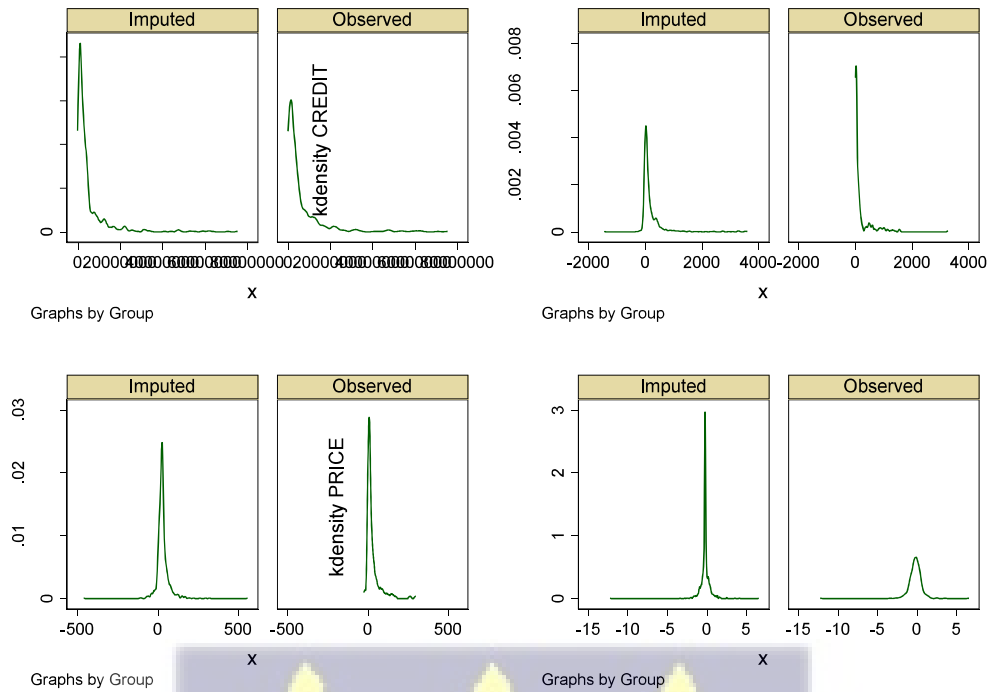 Imputed Observed
Imputed Observed
kdensity CREDIT
0
.008
.006
.004
.002
0
-2000 0 2000 4000
-2000 0 2000 4000
x
x
Graphs by Group
Graphs by Group
Imputed Observed
Imputed Observed
.03
.02
.01
0
kdensity PRICE
3
2
1
0
-500 0 500
-500 0 500
-15 -10 -5 0 5
-15 -10 -5 0 5
x
x
Graphs by Group
Graphs by Group